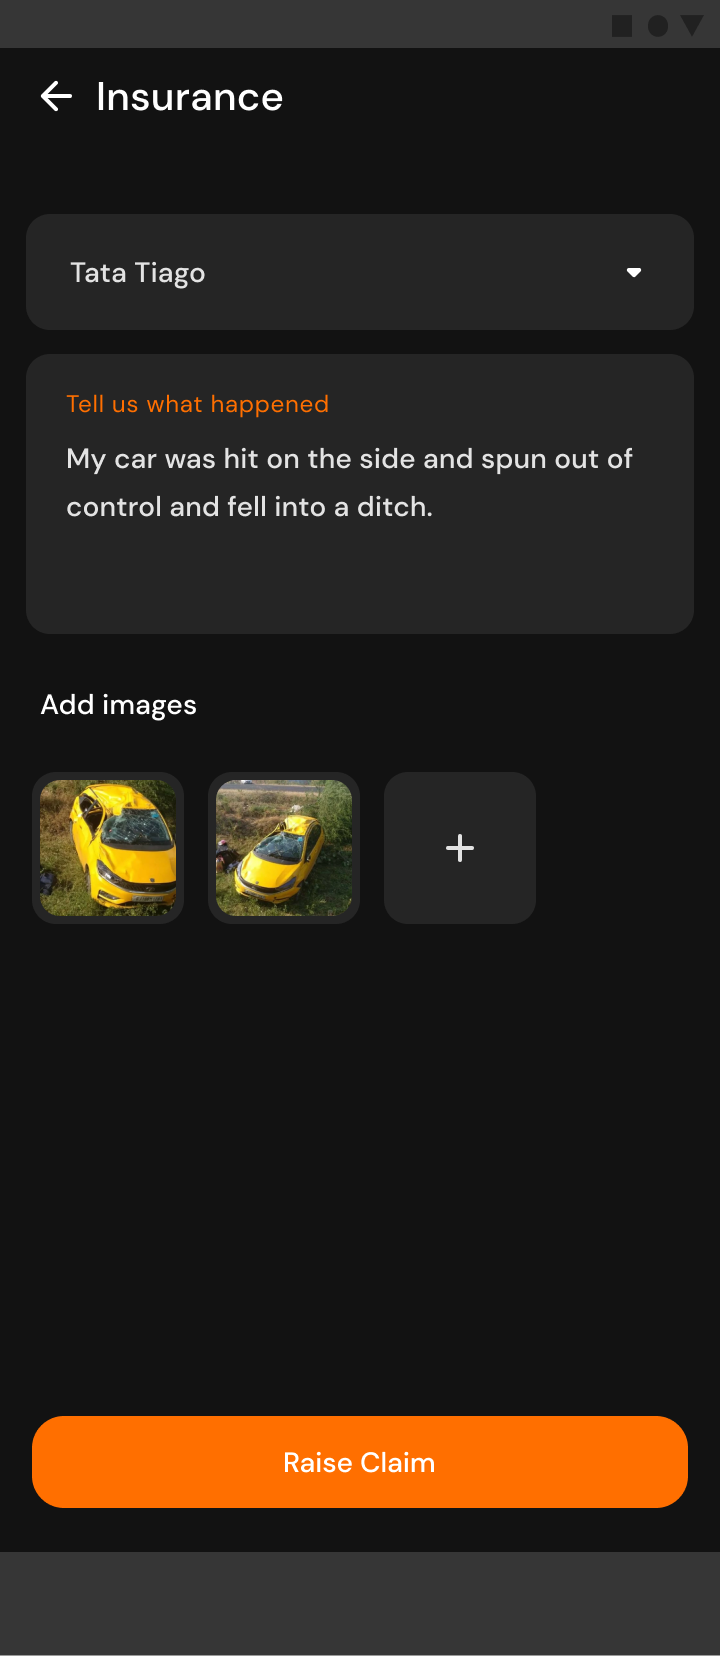 Insurance
Tata Tiago
Tell us what happened
My car was hit on the side and spun out of
control and fell into a ditch.
Add images
Raise Claim